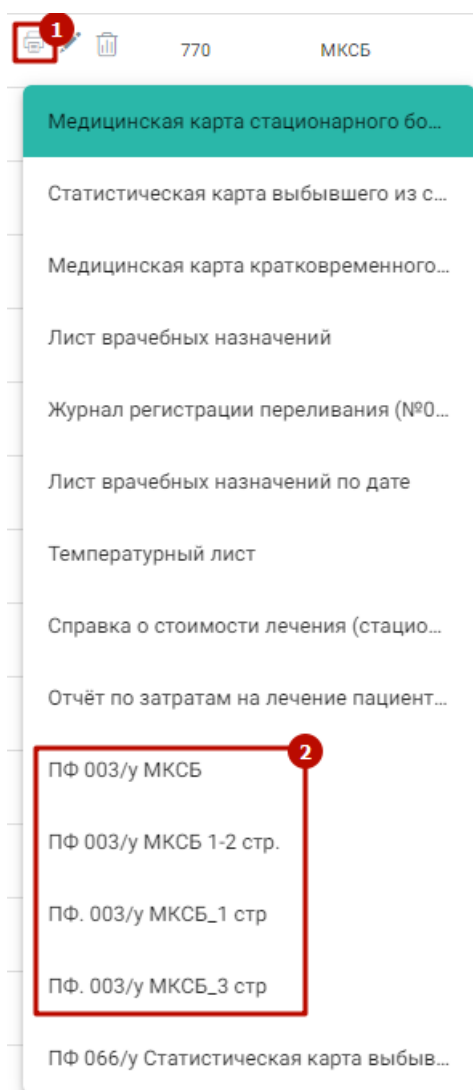 1
770 МКСБ
Медицинская карта стационарного бо...
Статистическая карта выбывшего из с...
Медицинская карта кратковременного...
Лист врачебных назначений
Журнал регистрации переливания (№0...
Лист врачебных назначений по дате
Температурный лист
Справка о стоимости лечения (стацио...
Отчёт по затратам на лечение пациент...
2
ПФ 003/у МКСБ
ПФ 003/у МКСБ 1-2 стр.
ПФ. 003/у МКСБ_1 стр
ПФ. 003/у МКСБ_3 стр
ПФ 066/у Статистическая карта выбыв...